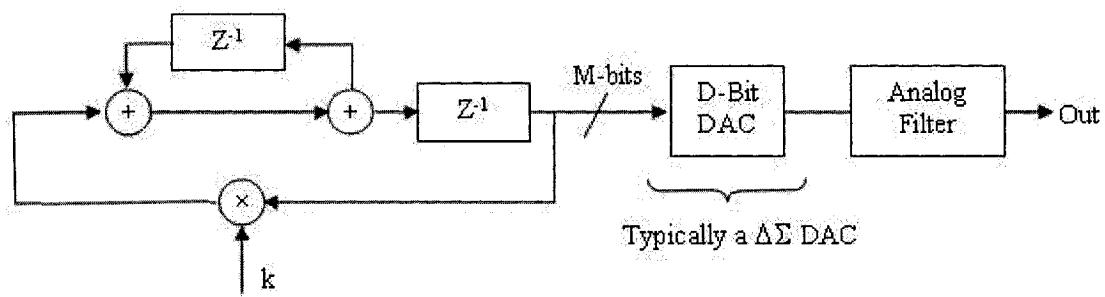 Z-1
+
+
Z-1
M-bits
D-Bit
DAC
Analog
Filter
Out
×
k
Typically a ΔΣ DAC